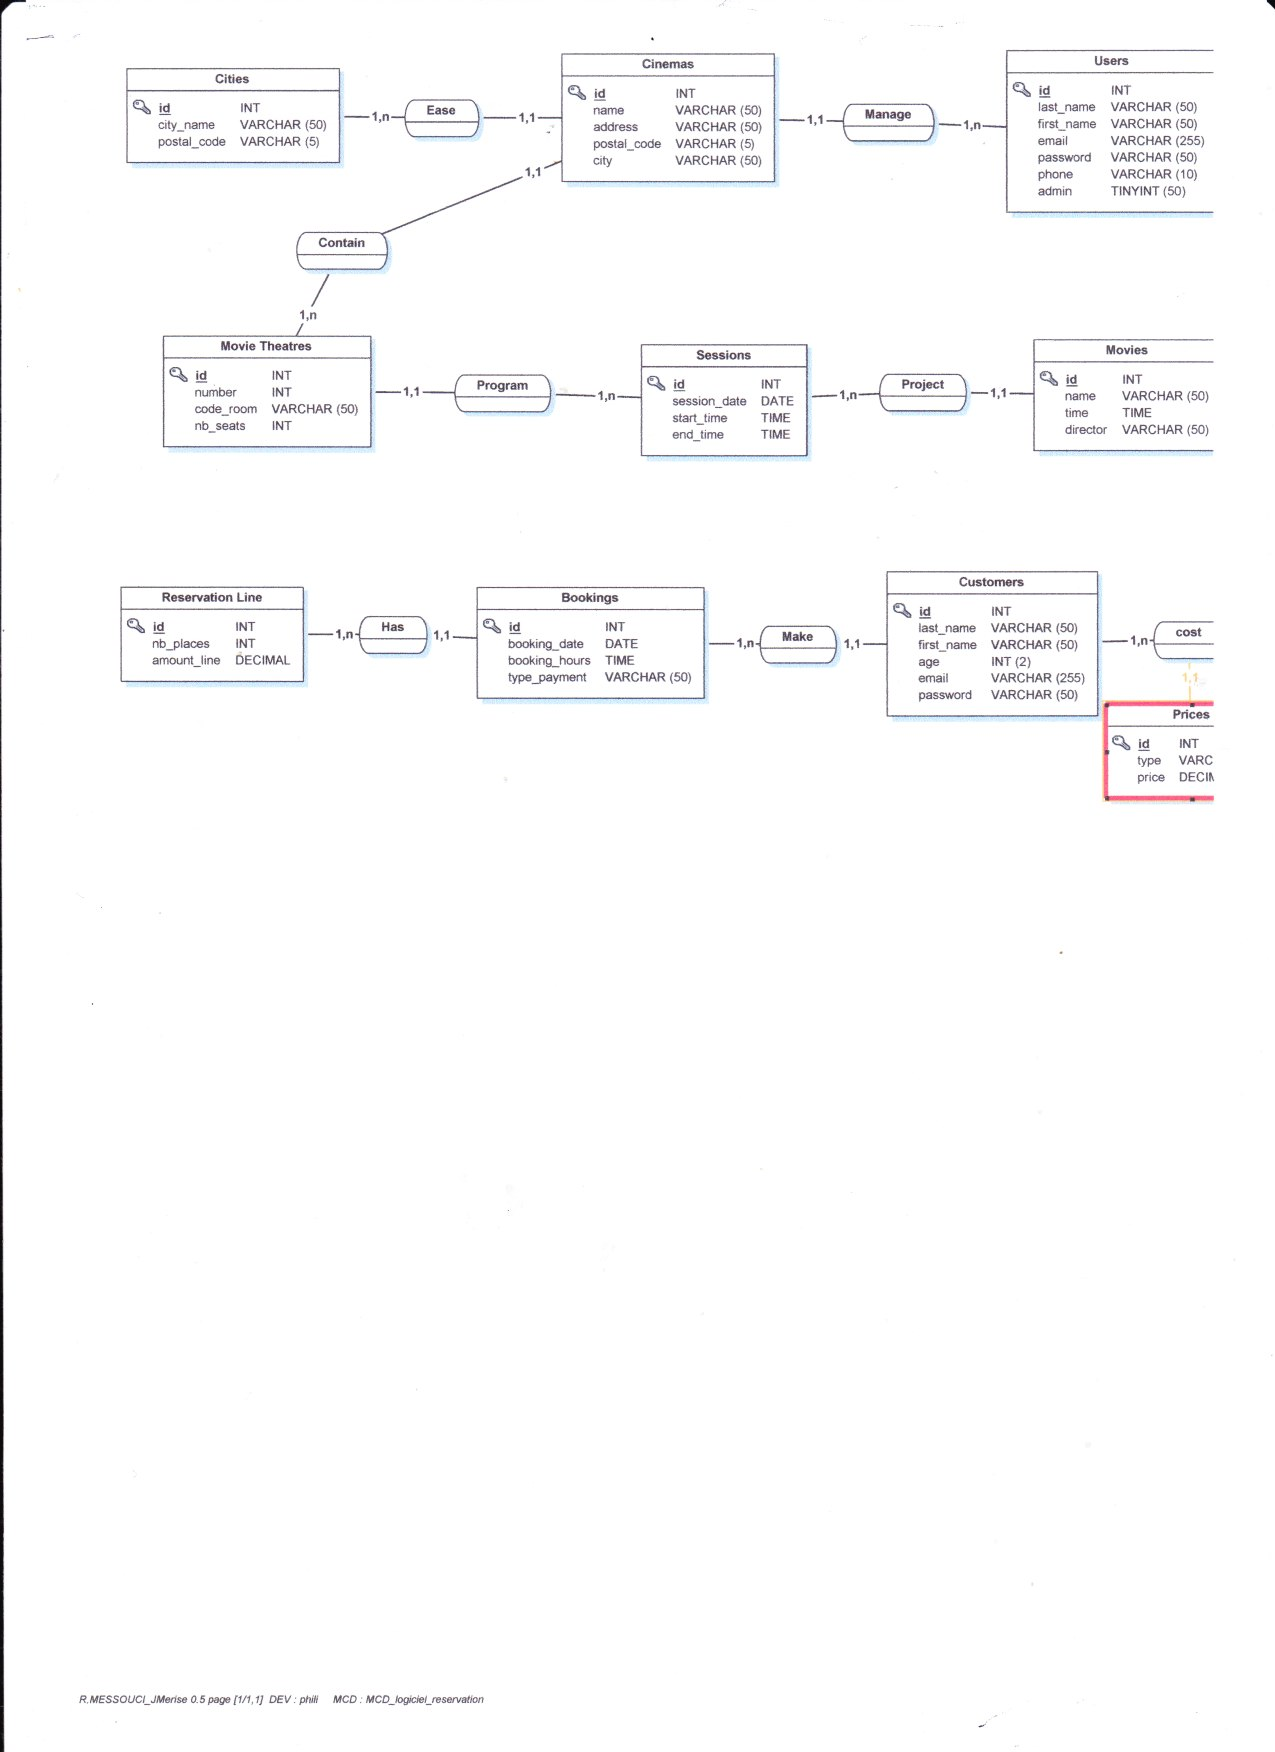 Cities
id INT
city_name VARCHAR (50)
postal_code VARCHAR (5)
1,n
Ease
1,1
Cinemas
id INT
name VARCHAR (50)
address VARCHAR (50)
postal_code VARCHAR (5)
city VARCHAR (50)
1,1
Manage
1,n
Users
id INT
last_name VARCHAR (50)
first_name VARCHAR (50)
email VARCHAR (255)
password VARCHAR (50)
phone VARCHAR (10)
admin TINYINT (50)
1,1
Contain
1,n
Movie Theatres
id INT
number INT
code_room VARCHAR (50)
nb_seats INT
1,1
Program
1,n
Sessions
id INT
session_date DATE
start_time TIME
end_time TIME
1,n
Project
1,1
Movies
id INT
name VARCHAR (50)
time TIME
director VARCHAR (50)
Reservation Line
id INT
nb_places INT
amount_line DECIMAL
1,n
Has
1,1
Bookings
id INT
booking_date DATE
booking_hours TIME
type_payment VARCHAR (50)
1,n
Make
1,1
Customers
id INT
last_name VARCHAR (50)
first_name VARCHAR (50)
age INT (2)
email VARCHAR (255)
password VARCHAR (50)
1,n
cost
1,1
Prices
id INT
type VARC
price DECIM
R.MESSOUCI_JMerise 0.5 page [1/1,1] DEV : phili MCD : MCD_logiciel_reservation